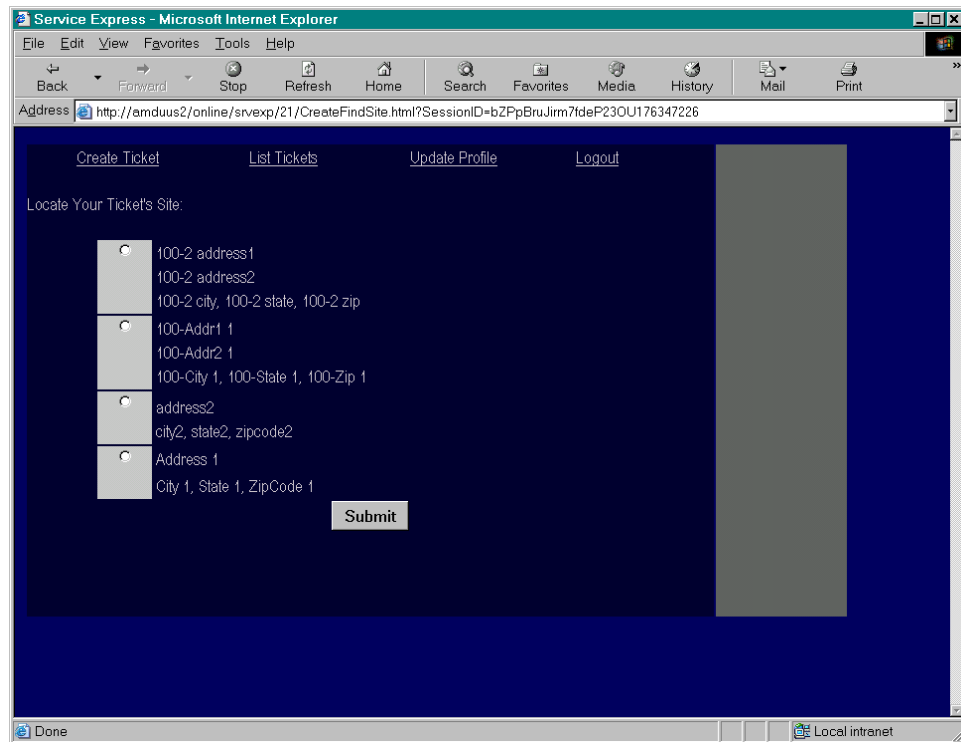 Service Express - Microsoft Internet Explorer
File Edit View Favorites Tools Help
Back Forward Stop Refresh Home Search Favorites Media History Mail Print »
Address http://amduus2/online/srvexp/21/CreateFindSite.html?SessionID=bZPpBruJirm7fdeP23OU176347226
Create Ticket List Tickets Update Profile Logout
Locate Your Ticket's Site:
100-2 address1
100-2 address2
100-2 city, 100-2 state, 100-2 zip
100-Addr1 1
100-Addr2 1
100-City 1, 100-State 1, 100-Zip 1
address2
city2, state2, zipcode2
Address 1
City 1, State 1, ZipCode 1
Submit
Done Local intranet